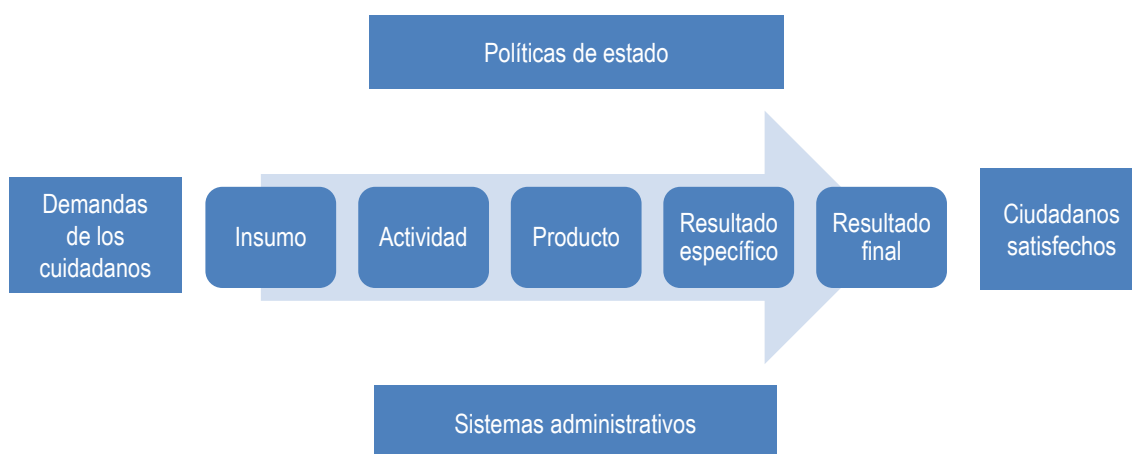 Políticas de estado
Demandas
de los
cuidadanos
Insumo
Actividad
Producto
Resultado
específico
Resultado
final
Ciudadanos
satisfechos
Sistemas administrativos